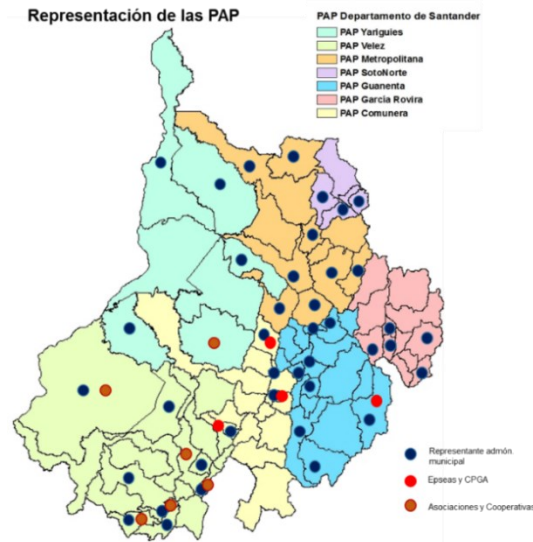 Representación de las PAP
PAP Departamento de Santander
PAP Yariguies
PAP Velez
PAP Metropolitana
PAP SotoNorte
PAP Guanenta
PAP García Rovira
PAP Comunera
Representante admón.
municipal
Epseas y CPGA
Asociaciones y Cooperativas